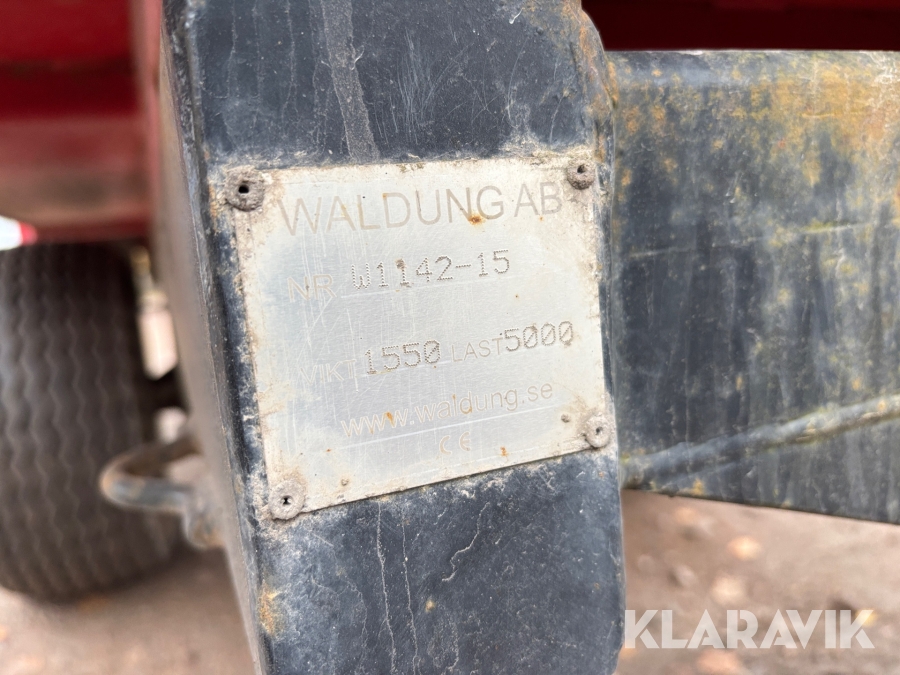 WALDUNG AB
NR W1142-15
VIKT 1550 LAST 5000
www.waldung.se
CE
KLARAVIK